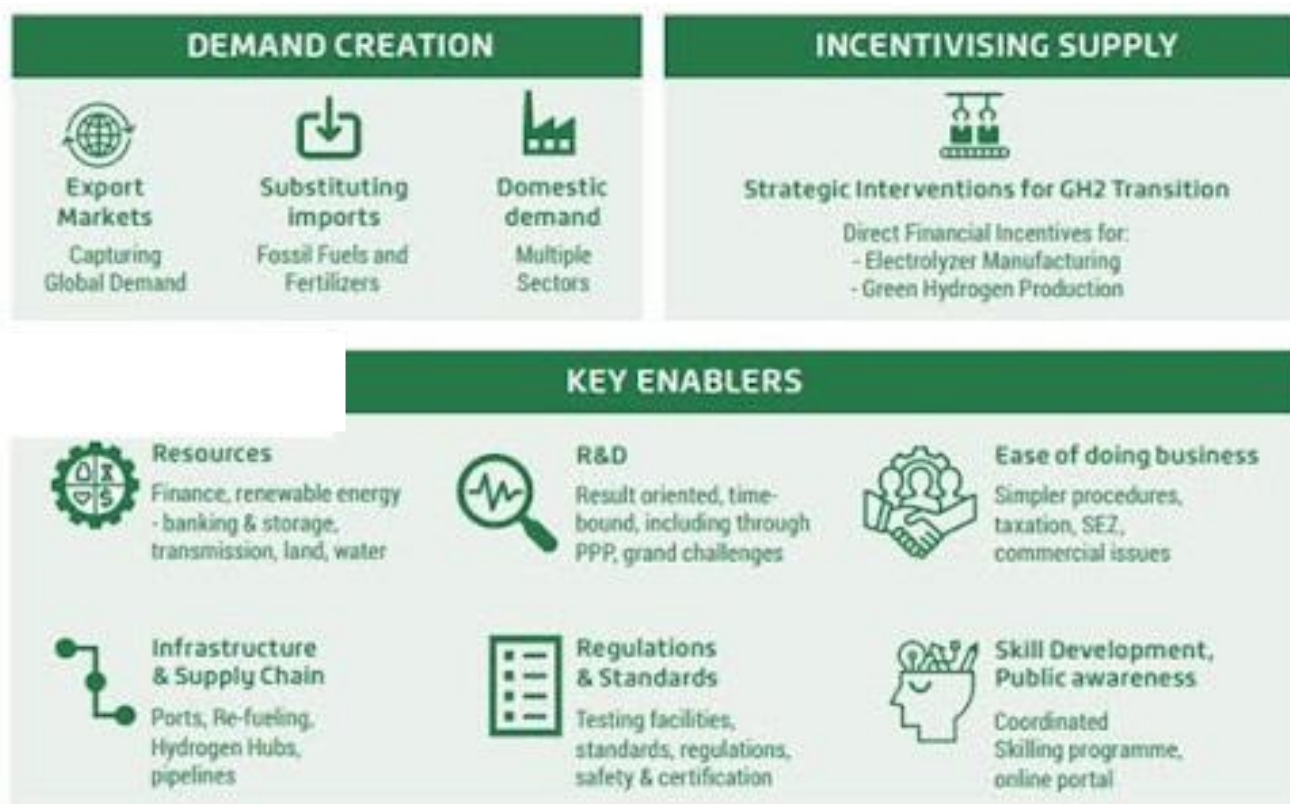 DEMAND CREATION
Export
Markets
Capturing
Global Demand
Substituting
imports
Fossil Fuels and
Fertilizers
Domestic
demand
Multiple
Sectors
INCENTIVISING SUPPLY
Strategic Interventions for GH2 Transition
Direct Financial Incentives for:
- Electrolyzer Manufacturing
- Green Hydrogen Production
KEY ENABLERS
Resources
Finance, renewable energy
- banking & storage,
transmission, land, water
R&D
Result oriented, time-
bound, including through
PPP, grand challenges
Ease of doing business
Simpler procedures,
taxation, SEZ,
commercial issues
Infrastructure
& Supply Chain
Ports, Re-fueling,
Hydrogen Hubs,
pipelines
Regulations
& Standards
Testing facilities,
standards, regulations,
safety & certification
Skill Development,
Public awareness
Coordinated
Skilling programme,
online portal